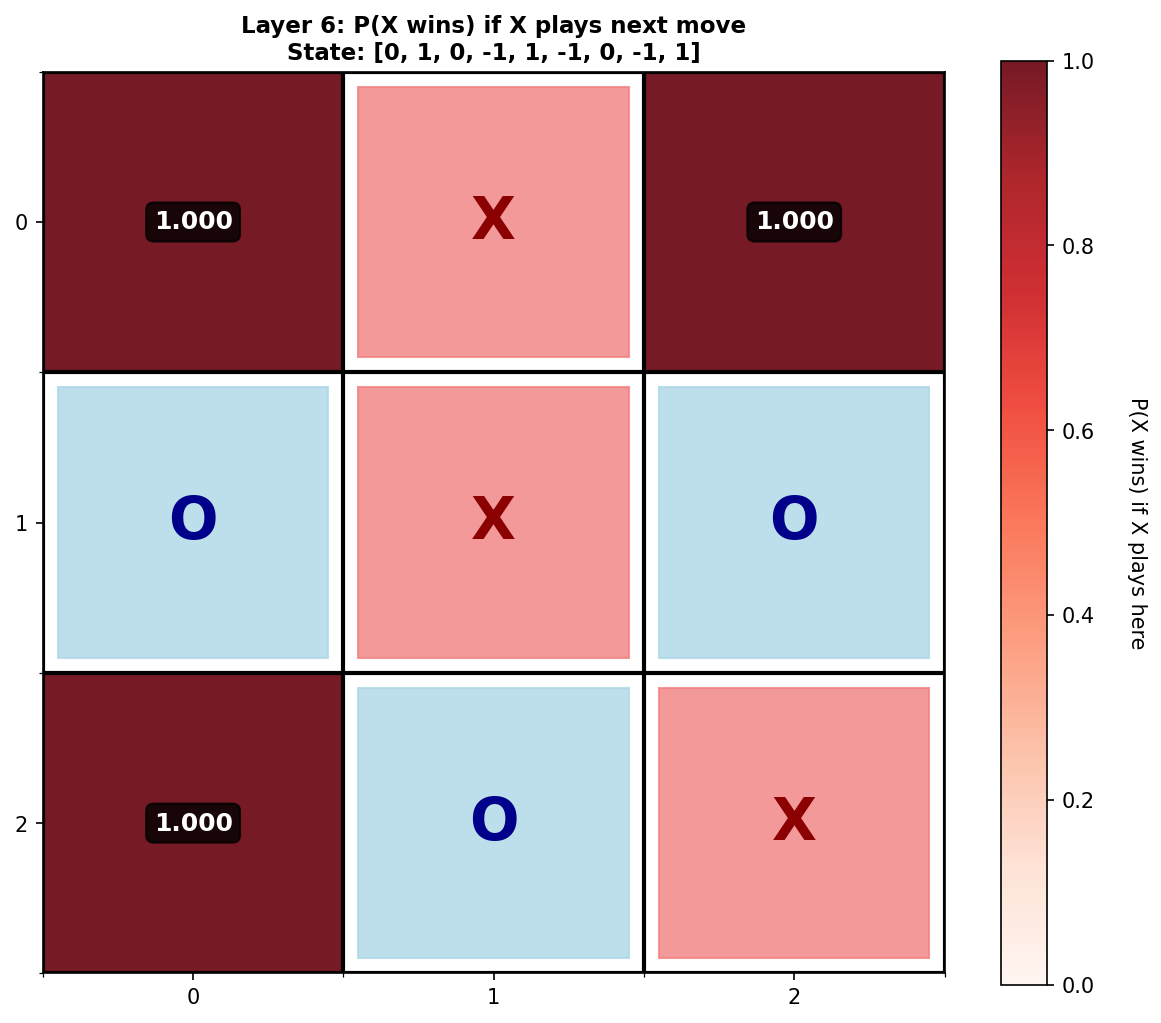 Layer 6: P(X wins) if X plays next move
State: [0, 1, 0, -1, 1, -1, 0, -1, 1]
0
1.000
X
1.000
1
O
X
O
2
1.000
O
X
0
1
2
1.0
0.8
0.6
0.4
0.2
0.0
P(X wins) if X plays here